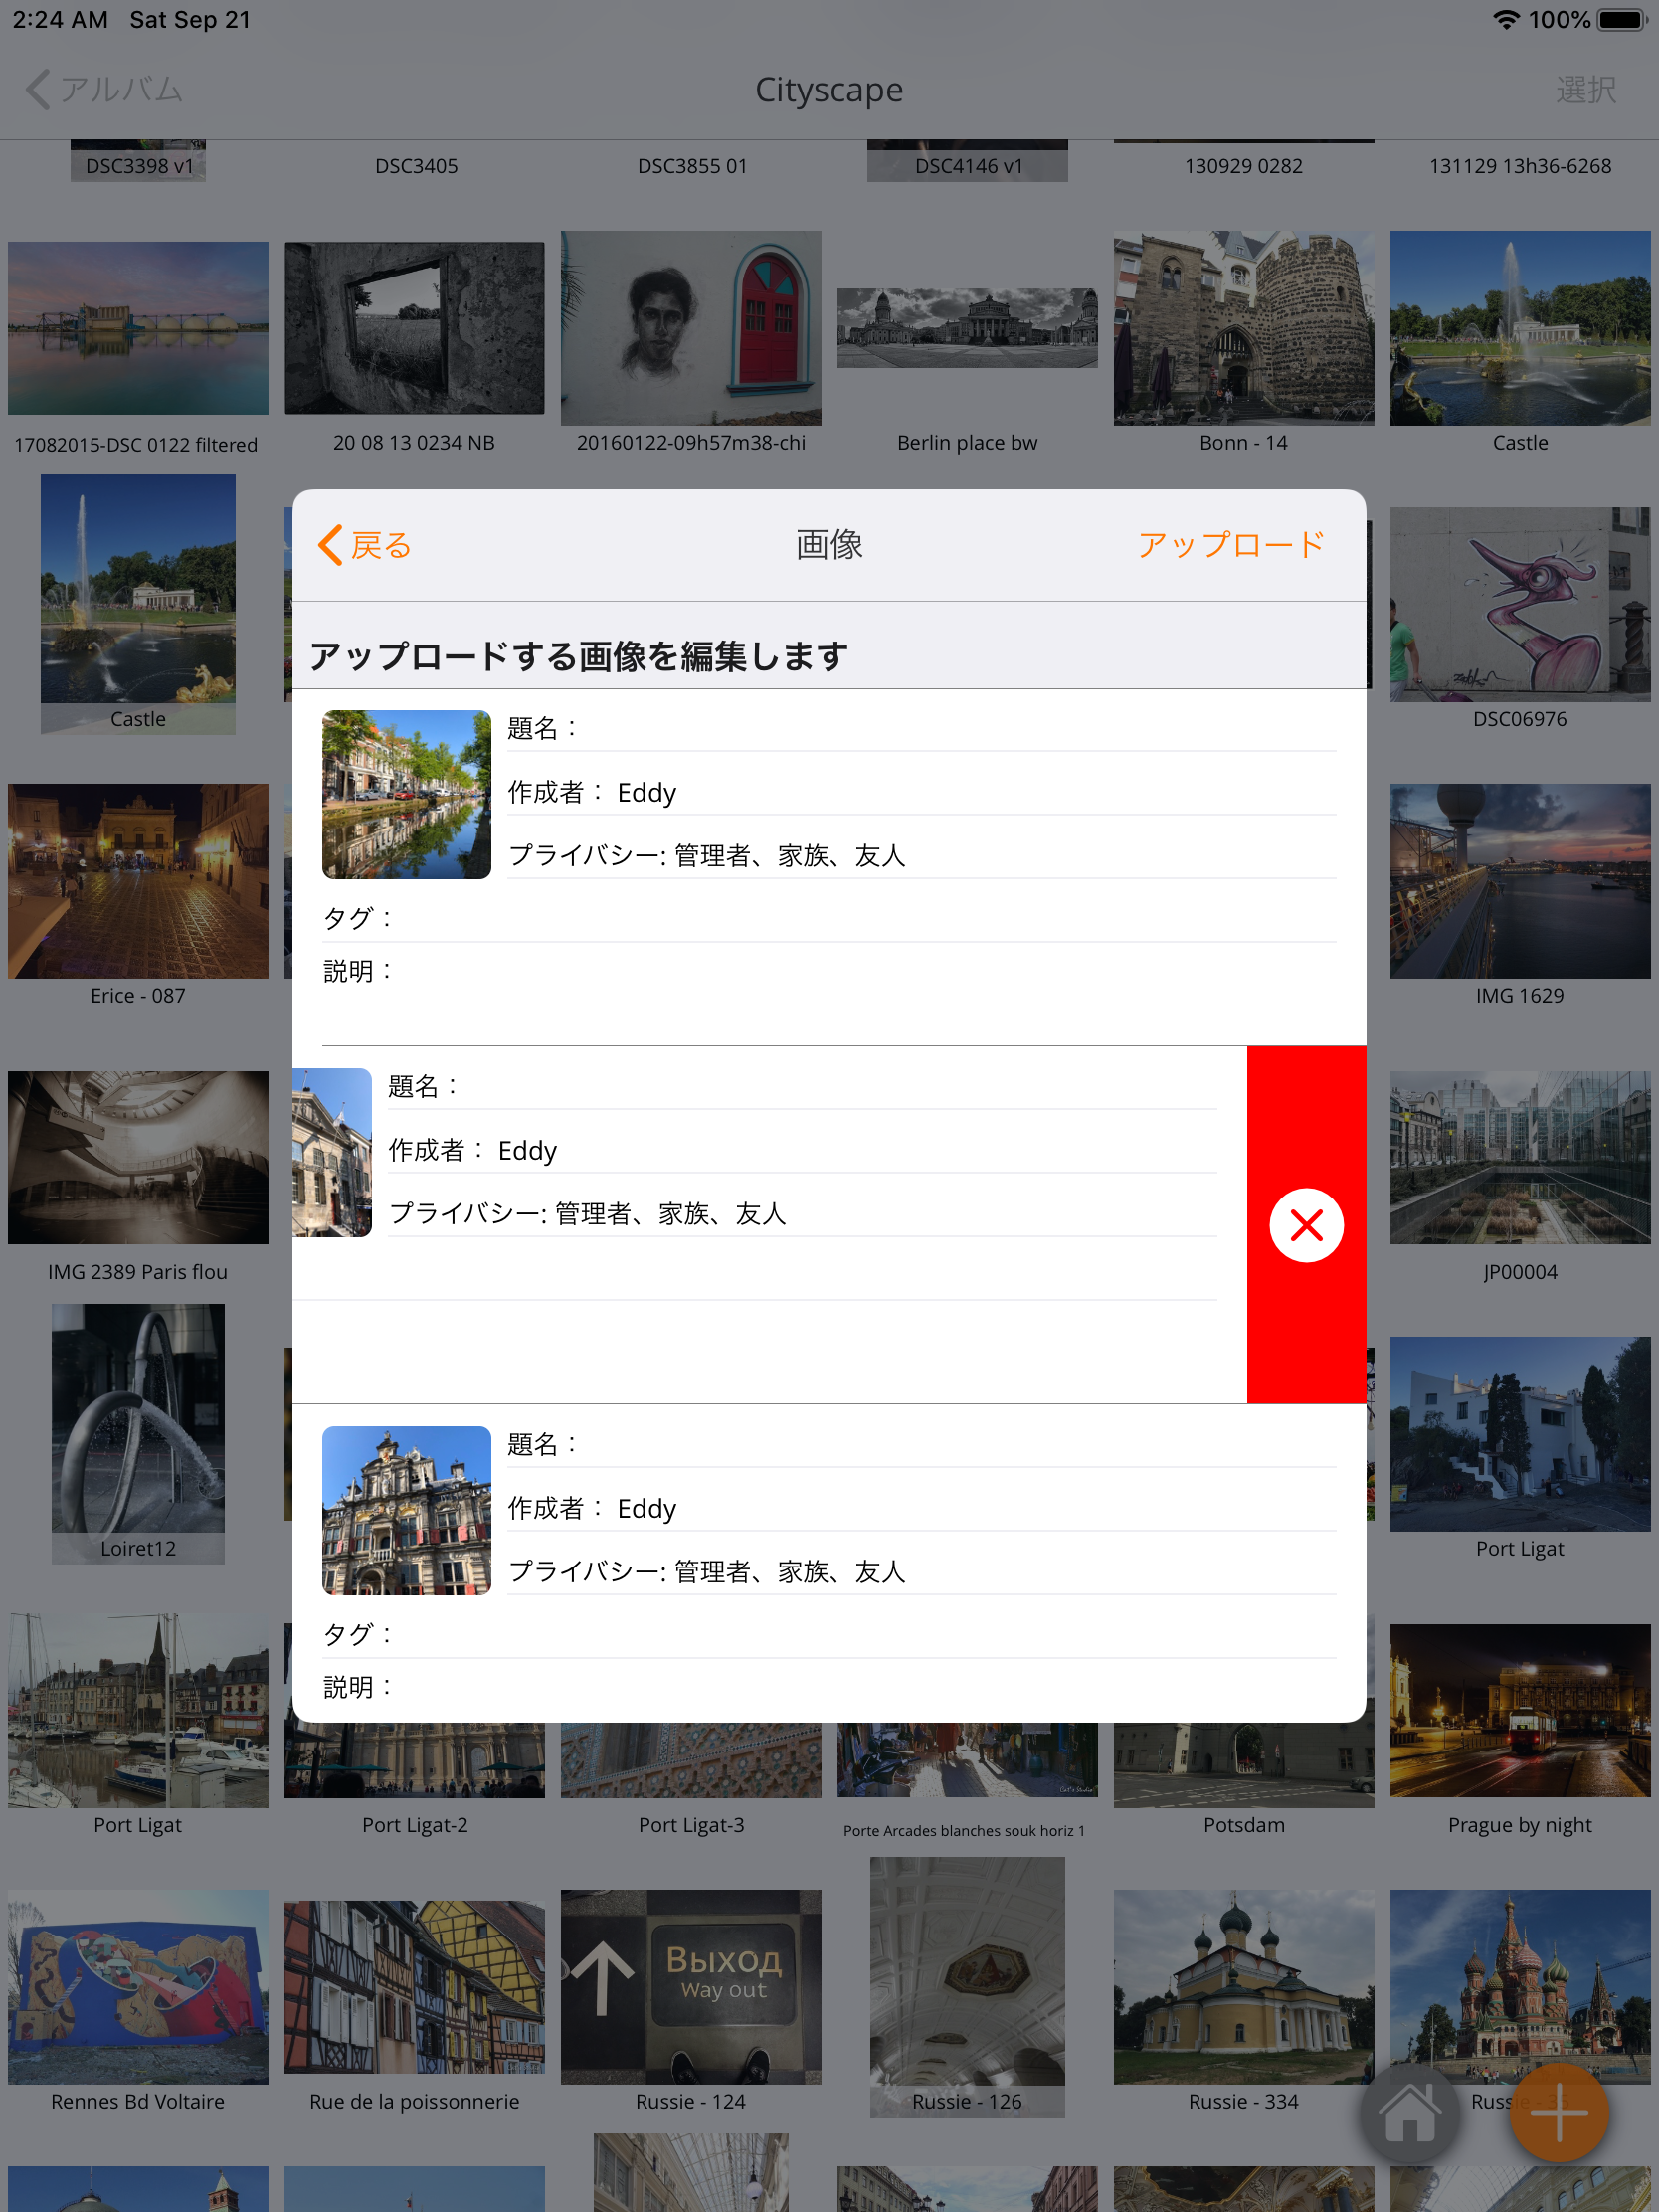 2:24 AM Sat Sep 21 100%
アルバム Cityscape 選択
DSC3398 v1 DSC3405 DSC3855 01 DSC4146 v1 130929 0282 131129 13h36-6268
17082015-DSC 0122 filtered 20 08 13 0234 NB 20160122-09h57m38-chi Berlin place bw Bonn - 14 Castle
戻る 画像 アップロード
アップロードする画像を編集します
Castle DSC06976
題名：
作成者： Eddy
プライバシー: 管理者、家族、友人
タグ：
説明：
Erice - 087 IMG 1629
題名：
作成者： Eddy
プライバシー: 管理者、家族、友人
IMG 2389 Paris flou JP00004
題名：
作成者： Eddy
プライバシー: 管理者、家族、友人
タグ：
説明：
Loiret12 Port Ligat
Port Ligat Port Ligat-2 Port Ligat-3 Porte Arcades blanches souk horiz 1 Potsdam Prague by night
Выход
Way out
Rennes Bd Voltaire Rue de la poissonnerie Russie - 124 Russie - 126 Russie - 334 Russie - 3